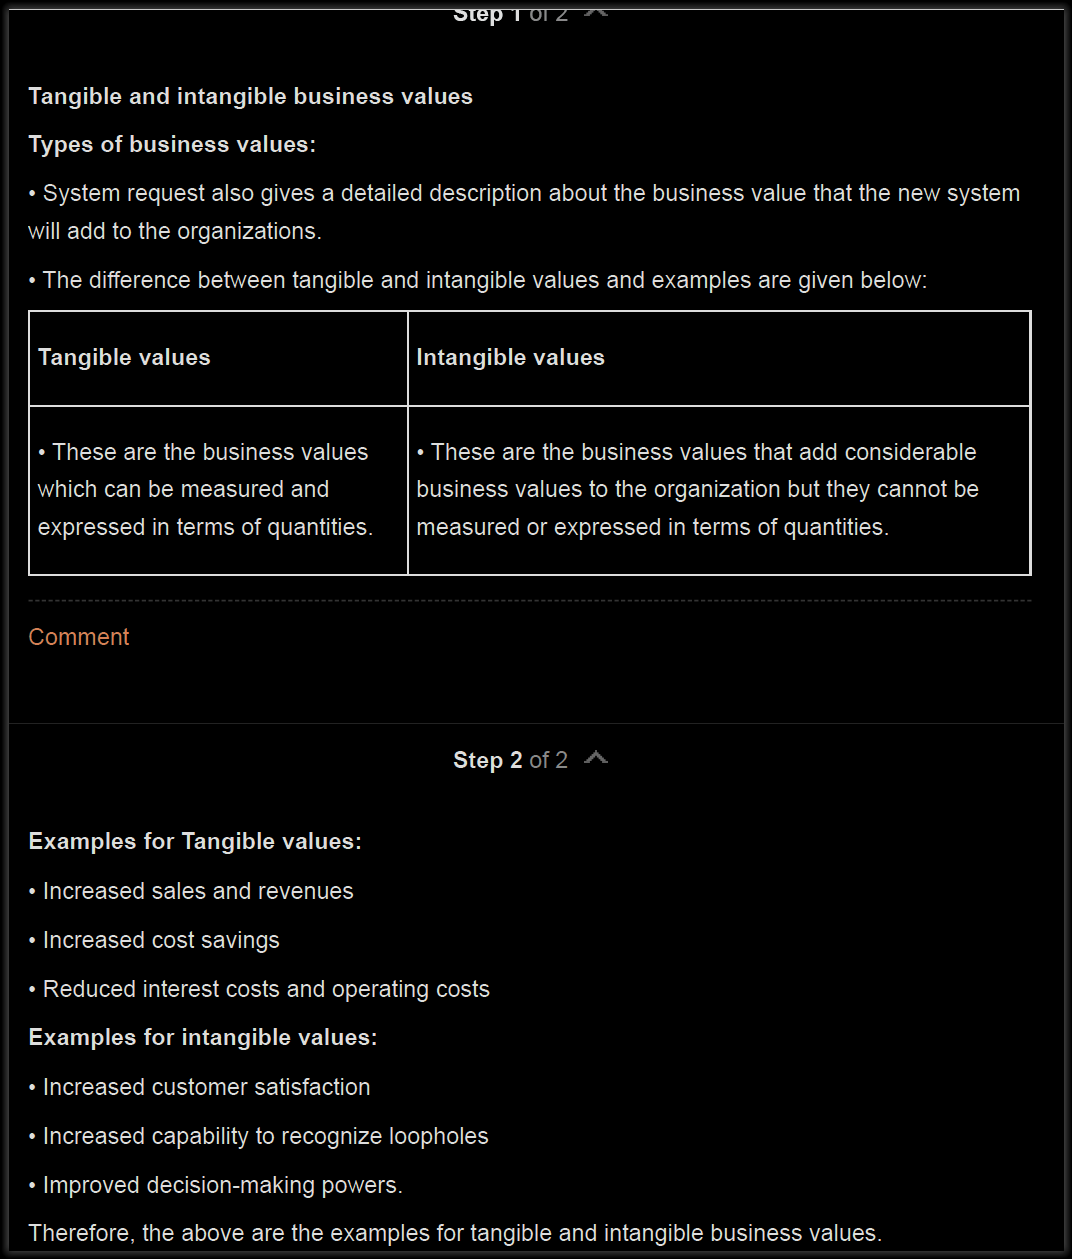 Step 1 of 2
Tangible and intangible business values
Types of business values:
• System request also gives a detailed description about the business value that the new system
will add to the organizations.
• The difference between tangible and intangible values and examples are given below:
Tangible values
Intangible values
• These are the business values
which can be measured and
expressed in terms of quantities.
• These are the business values that add considerable
business values to the organization but they cannot be
measured or expressed in terms of quantities.
Comment
Step 2 of 2
Examples for Tangible values:
• Increased sales and revenues
• Increased cost savings
• Reduced interest costs and operating costs
Examples for intangible values:
• Increased customer satisfaction
• Increased capability to recognize loopholes
• Improved decision-making powers.
Therefore, the above are the examples for tangible and intangible business values.